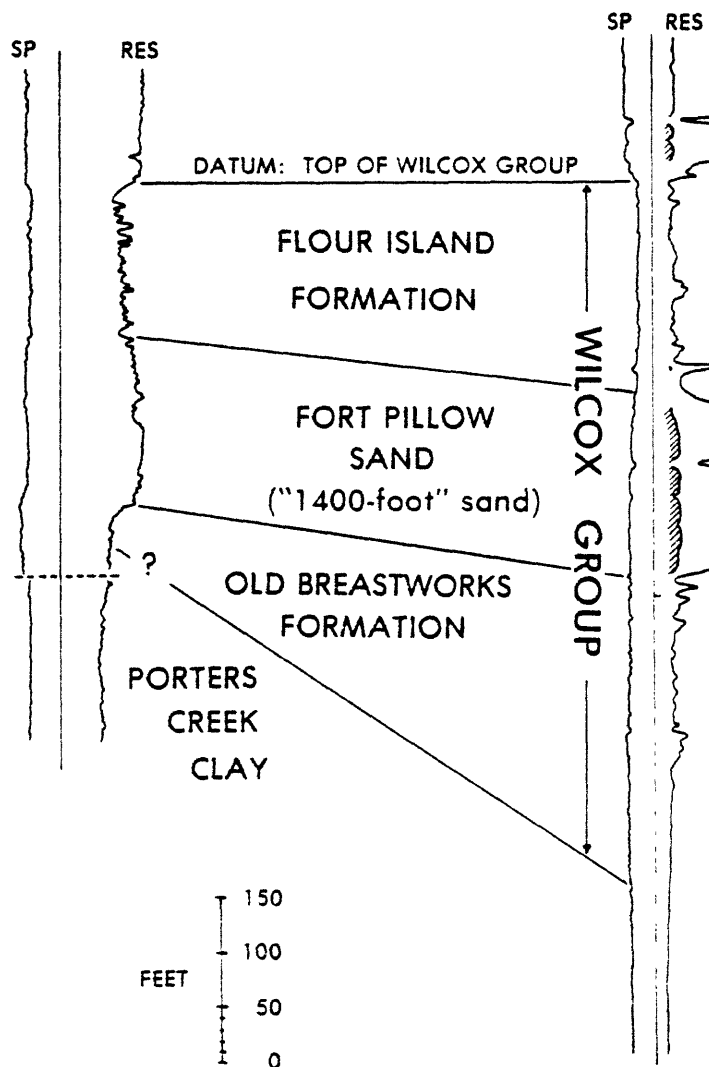 SP RES
SP RES
DATUM: TOP OF WILCOX GROUP
FLOUR ISLAND
FORMATION
FORT PILLOW
SAND
("1400-foot" sand)
WILCOX GROUP
?
OLD BREASTWORKS
FORMATION
PORTERS
CREEK
CLAY
FEET
150
100
50
0